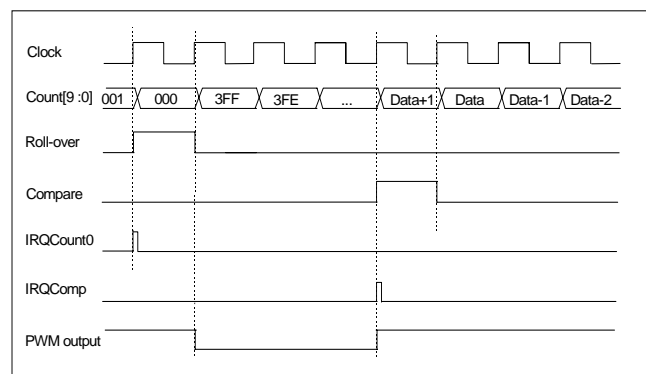 Clock
Count[9 :0] 001 000 3FF 3FE ... Data+1 Data Data-1 Data-2
Roll-over
Compare
IRQCount0
IRQComp
PWM output